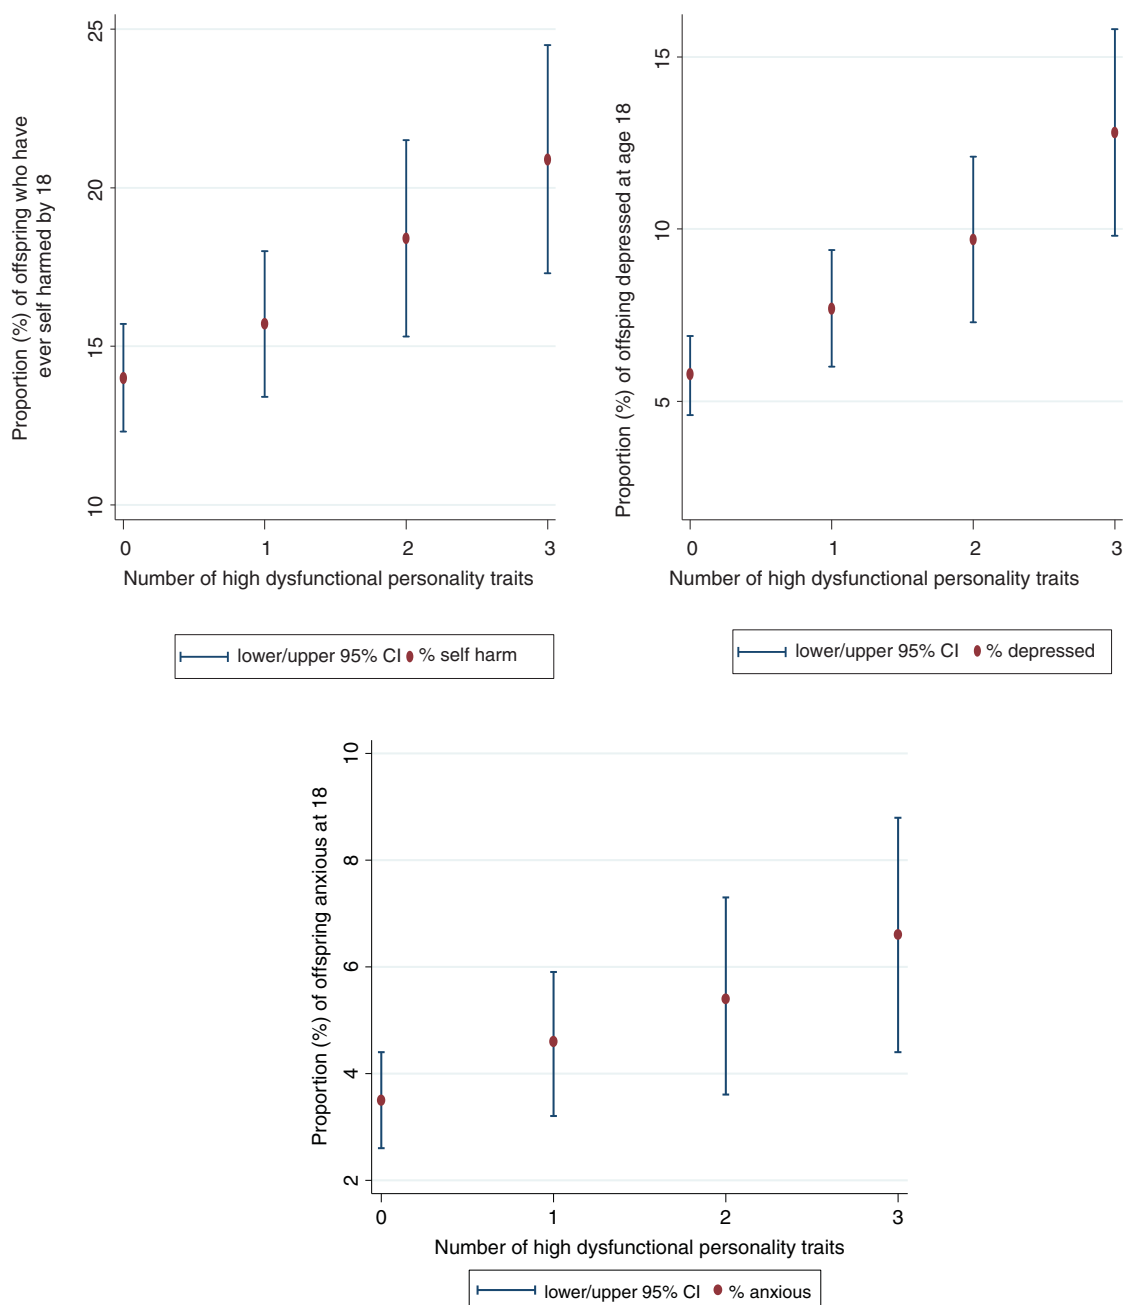 Proportion (%) of offspring who have
ever self harmed by 18
25
20
15
10
0 1 2 3
Number of high dysfunctional personality traits
lower/upper 95% CI % self harm
Proportion (%) of offsping depressed at age 18
15
10
5
0 1 2 3
Number of high dysfunctional personality traits
lower/upper 95% CI % depressed
Proportion (%) of offspring anxious at 18
10
8
6
4
2
0 1 2 3
Number of high dysfunctional personality traits
lower/upper 95% CI % anxious